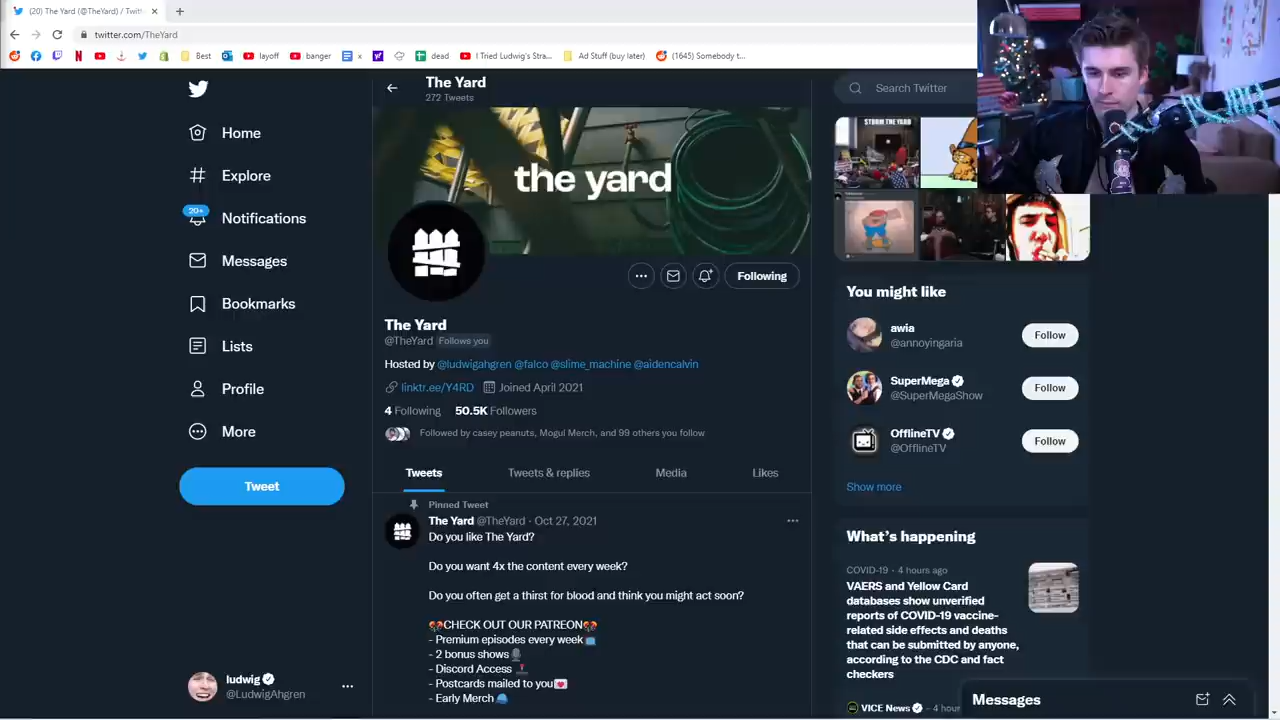 (20) The Yard (@TheYard) / Twitt
twitter.com/TheYard
Best
layoff
banger
x
dead
I Tried Ludwig's Stra...
Ad Stuff (buy later)
(1645) Somebody t...
Home
Explore
20+
Notifications
Messages
Bookmarks
Lists
Profile
More
Tweet
ludwig
@LudwigAhgren
The Yard
272 Tweets
the yard
Following
The Yard
@TheYard Follows you
Hosted by @ludwigahgren @falco @slime_machine @aidencalvin
linktr.ee/Y4RD Joined April 2021
4 Following 50.5K Followers
Followed by casey peanuts, Mogul Merch, and 99 others you follow
Tweets Tweets & replies Media Likes
Pinned Tweet
The Yard @TheYard · Oct 27, 2021
Do you like The Yard?
Do you want 4x the content every week?
Do you often get a thirst for blood and think you might act soon?
CHECK OUT OUR PATREON
- Premium episodes every week
- 2 bonus shows
- Discord Access
- Postcards mailed to you
- Early Merch
Search Twitter
STORM THE YARD
You might like
awia
@annoyingaria
Follow
SuperMega
@SuperMegaShow
Follow
OfflineTV
@OfflineTV
Follow
Show more
What's happening
COVID-19 · 4 hours ago
VAERS and Yellow Card
databases show unverified
reports of COVID-19 vaccine-
related side effects and deaths
that can be submitted by anyone,
according to the CDC and fact
checkers
VICE News · 4 hour
Messages